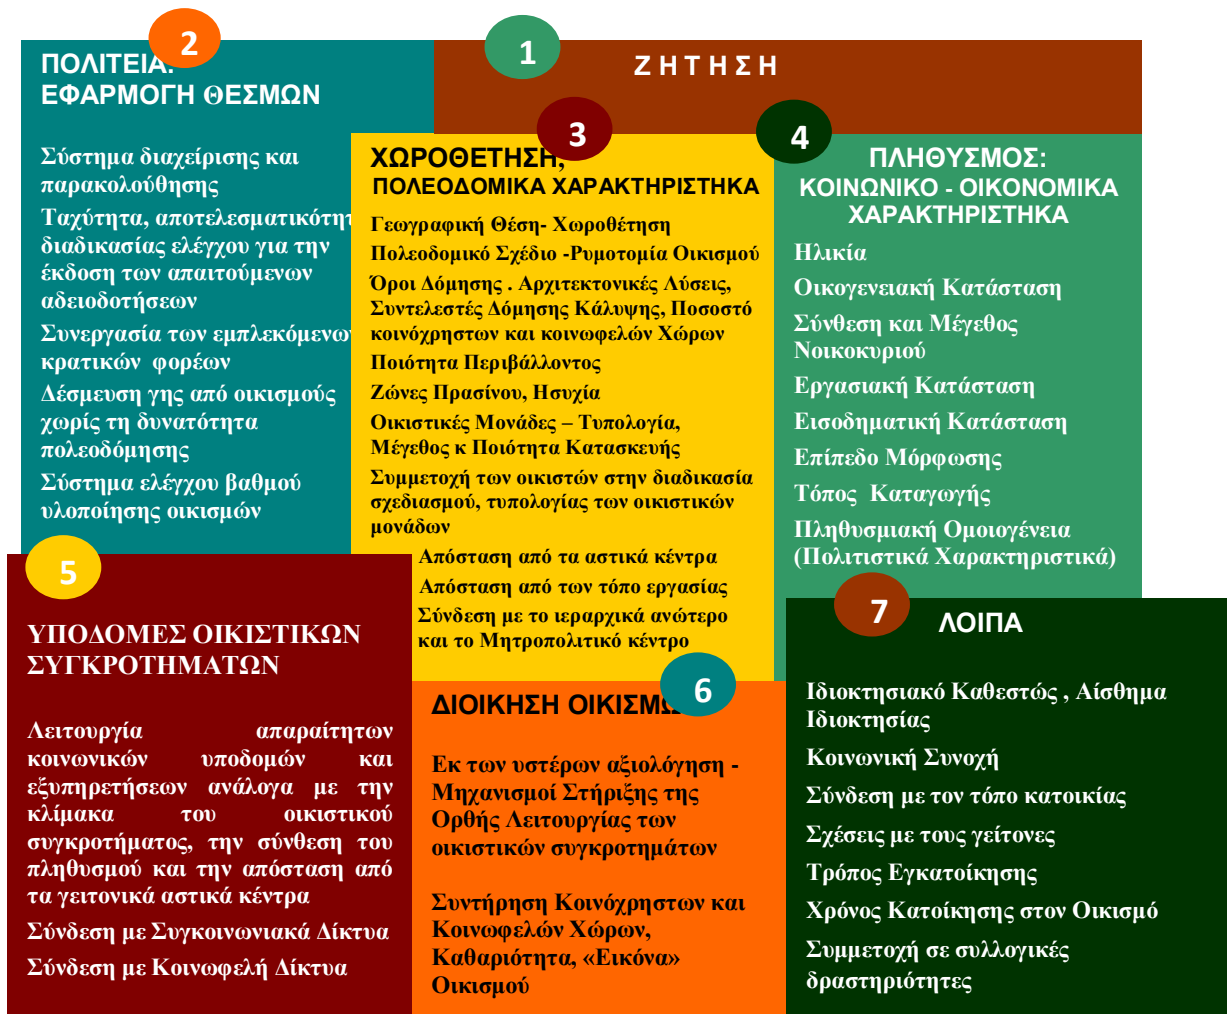 1
Ζ Η Τ Η Σ Η
2
ΠΟΛΙΤΕΙΑ:
ΕΦΑΡΜΟΓΗ ΘΕΣΜΩΝ
Σύστημα διαχείρισης και
παρακολούθησης
Ταχύτητα, αποτελεσματικότητ
διαδικασίας ελέγχου για την
έκδοση των απαιτούμενων
αδειοδοτήσεων
Συνεργασία των εμπλεκόμενω
κρατικών φορέων
Δέσμευση γης από οικισμούς
χωρίς τη δυνατότητα
πολεοδόμησης
Σύστημα ελέγχου βαθμού
υλοποίησης οικισμών
3
ΧΩΡΟΘΕΤΗΣΗ,
ΠΟΛΕΟΔΟΜΙΚΑ ΧΑΡΑΚΤΗΡΙΣΤΗΚΑ
Γεωγραφική Θέση- Χωροθέτηση
Πολεοδομικό Σχέδιο -Ρυμοτομία Οικισμού
Όροι Δόμησης . Αρχιτεκτονικές Λύσεις,
Συντελεστές Δόμησης Κάλυψης, Ποσοστό
κοινόχρηστων και κοινωφελών Χώρων
Ποιότητα Περιβάλλοντος
Ζώνες Πρασίνου, Ησυχία
Οικιστικές Μονάδες – Τυπολογία,
Μέγεθος κ Ποιότητα Κατασκευής
Συμμετοχή των οικιστών στην διαδικασία
σχεδιασμού, τυπολογίας των οικιστικών
μονάδων
Απόσταση από τα αστικά κέντρα
Απόσταση από των τόπο εργασίας
Σύνδεση με το ιεραρχικά ανώτερο
και το Μητροπολιτικό κέντρο
4
ΠΛΗΘΥΣΜΟΣ:
ΚΟΙΝΩΝΙΚΟ - ΟΙΚΟΝΟΜΙΚΑ
ΧΑΡΑΚΤΗΡΙΣΤΗΚΑ
Ηλικία
Οικογενειακή Κατάσταση
Σύνθεση και Μέγεθος
Νοικοκυριού
Εργασιακή Κατάσταση
Εισοδηματική Κατάσταση
Επίπεδο Μόρφωσης
Τόπος Καταγωγής
Πληθυσμιακή Ομοιογένεια
(Πολιτιστικά Χαρακτηριστικά)
5
ΥΠΟΔΟΜΕΣ ΟΙΚΙΣΤΙΚΩΝ
ΣΥΓΚΡΟΤΗΜΑΤΩΝ
Λειτουργία απαραίτητων
κοινωνικών υποδομών και
εξυπηρετήσεων ανάλογα με την
κλίμακα του οικιστικού
συγκροτήματος, την σύνθεση του
πληθυσμού και την απόσταση από
τα γειτονικά αστικά κέντρα
Σύνδεση με Συγκοινωνιακά Δίκτυα
Σύνδεση με Κοινωφελή Δίκτυα
6
ΔΙΟΙΚΗΣΗ ΟΙΚΙΣΜΩ
Εκ των υστέρων αξιολόγηση -
Μηχανισμοί Στήριξης της
Ορθής Λειτουργίας των
οικιστικών συγκροτημάτων
Συντήρηση Κοινόχρηστων και
Κοινωφελών Χώρων,
Καθαριότητα, «Εικόνα»
Οικισμού
7
ΛΟΙΠΑ
Ιδιοκτησιακό Καθεστώς , Αίσθημα
Ιδιοκτησίας
Κοινωνική Συνοχή
Σύνδεση με τον τόπο κατοικίας
Σχέσεις με τους γείτονες
Τρόπος Εγκατοίκησης
Χρόνος Κατοίκησης στον Οικισμό
Συμμετοχή σε συλλογικές
δραστηριότητες